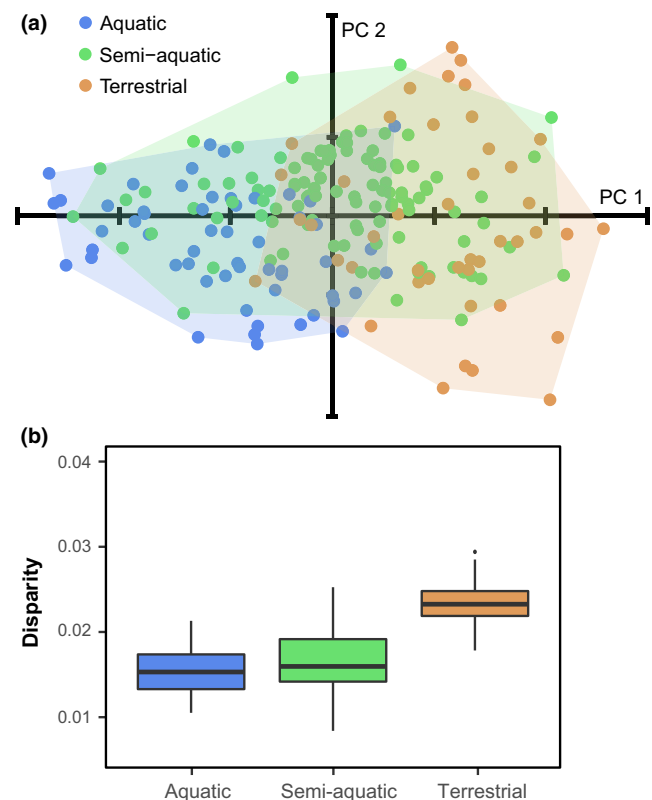 (a)
Aquatic
Semi−aquatic
Terrestrial
PC 2
PC 1
(b)
0.04
0.03
0.02
0.01
Disparity
Aquatic
Semi-aquatic
Terrestrial